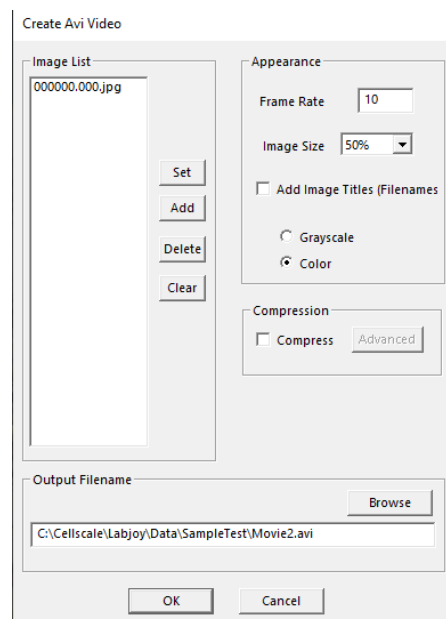 Create Avi Video
Image List
000000.000.jpg
Set
Add
Delete
Clear
Appearance
Frame Rate 10
Image Size 50%
Add Image Titles (Filenames
Grayscale
Color
Compression
Compress Advanced
Output Filename
Browse
C:\Cellscale\Labjoy\Data\SampleTest\Movie2.avi
OK Cancel